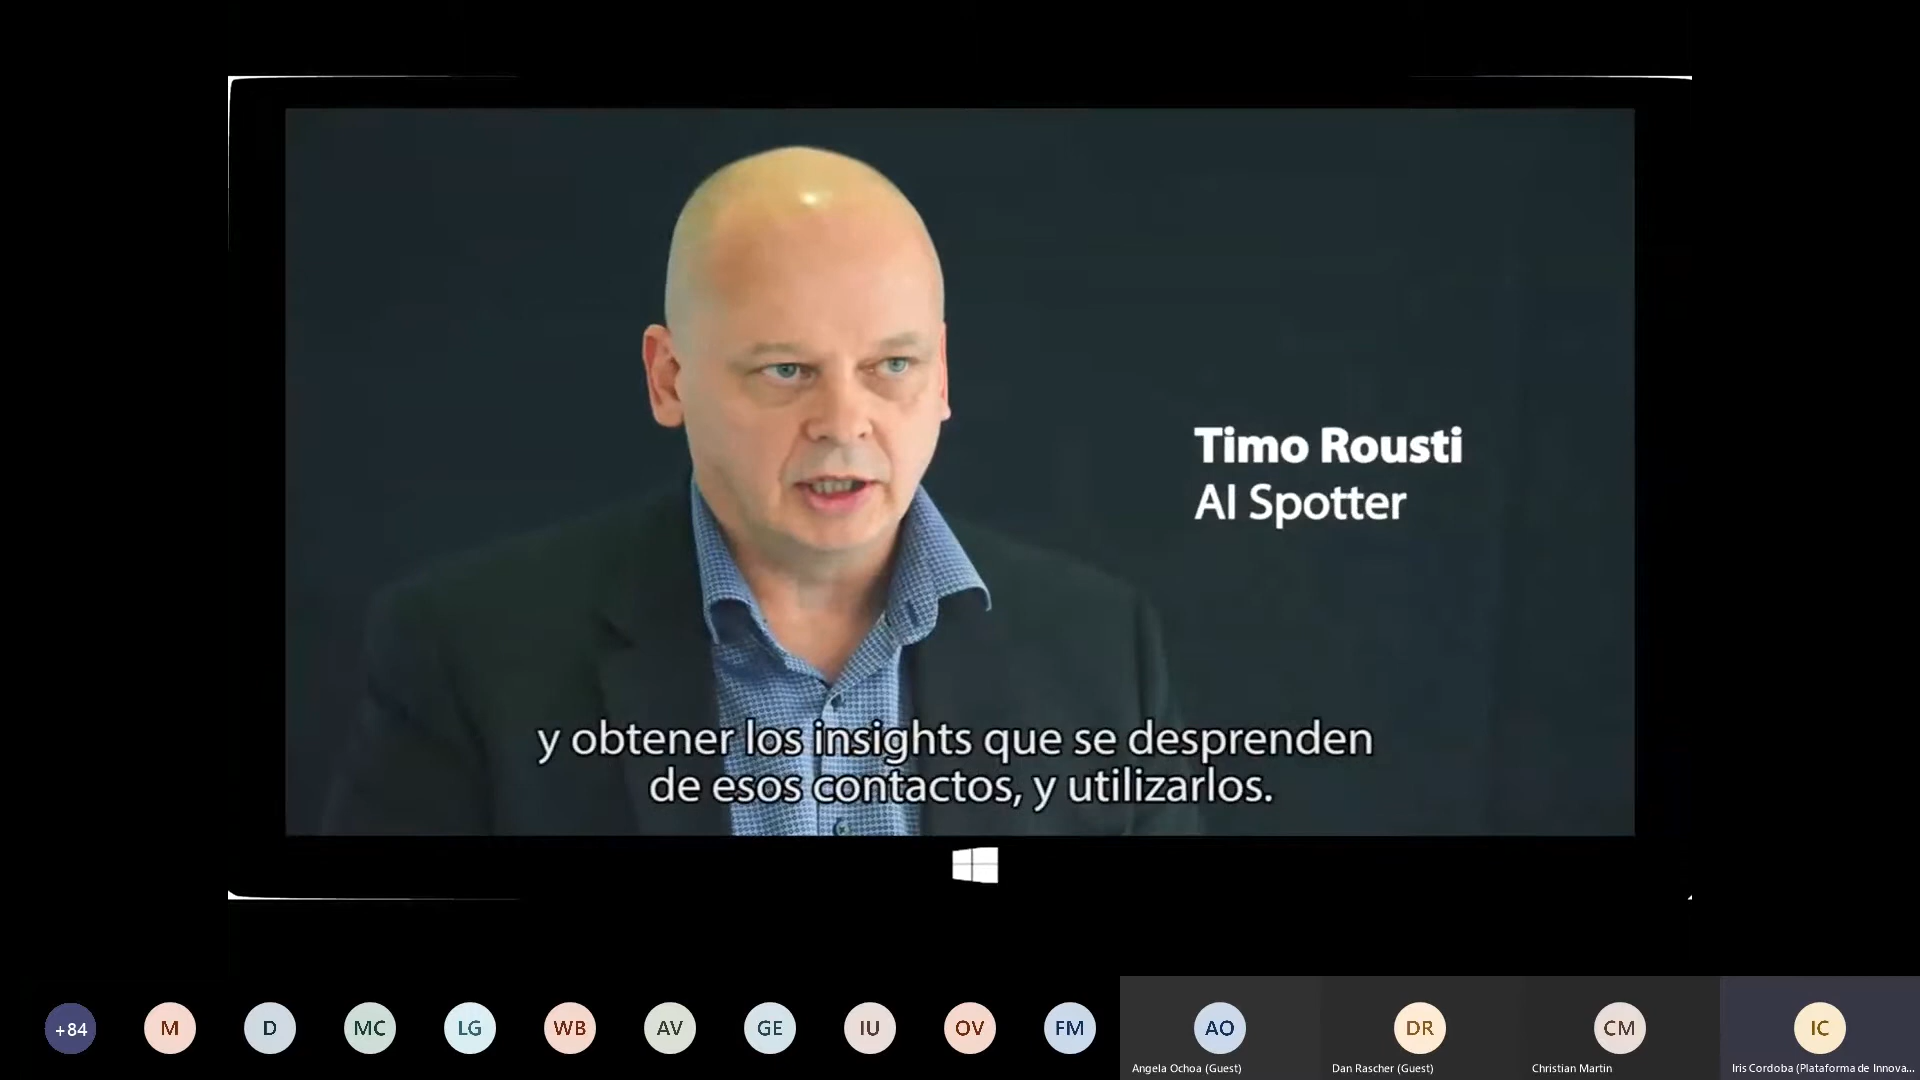 Timo Rousti
AI Spotter
y obtener los insights que se desprenden
de esos contactos, y utilizarlos.
+84
M
D
MC
LG
WB
AV
GE
IU
OV
FM
AO
DR
CM
IC
Angela Ochoa (Guest)
Dan Rascher (Guest)
Christian Martin
Iris Cordoba (Plataforma de Innova...